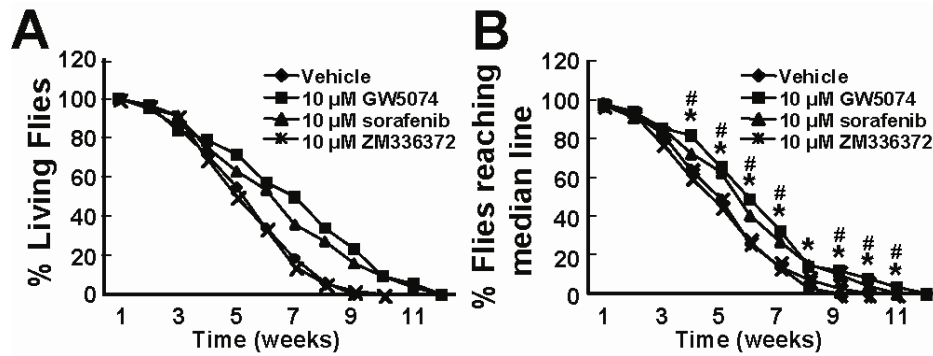 A
% Living Flies
120
100
80
60
40
20
0
Vehicle
10 µM GW5074
10 µM sorafenib
10 µM ZM336372
1 3 5 7 9 11
Time (weeks)
B
% Flies reaching
median line
120
100
80
60
40
20
0
Vehicle
10 µM GW5074
10 µM sorafenib
10 µM ZM336372
# # # # # # #
* * * * * * * *
1 3 5 7 9 11
Time (weeks)